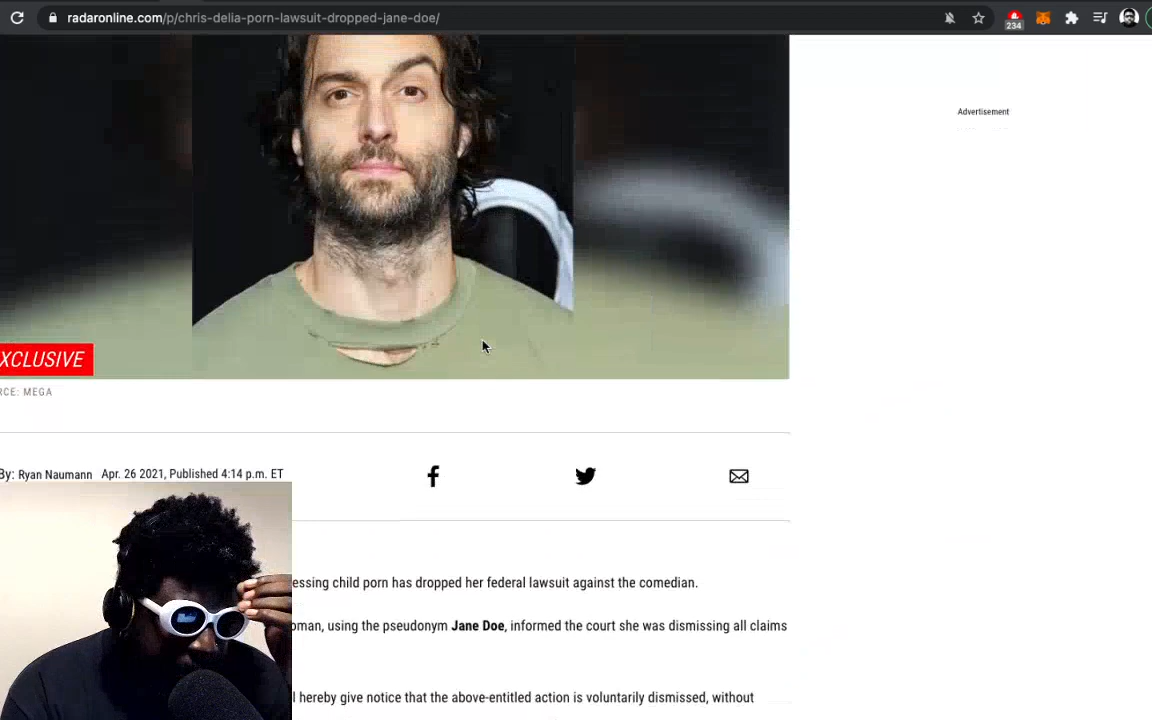 radaronline.com/p/chris-delia-porn-lawsuit-dropped-jane-doe/
234
Advertisement
XCLUSIVE
RCE: MEGA
By: Ryan Naumann Apr. 26 2021, Published 4:14 p.m. ET
essing child porn has dropped her federal lawsuit against the comedian.
oman, using the pseudonym Jane Doe, informed the court she was dismissing all claims
l hereby give notice that the above-entitled action is voluntarily dismissed, without